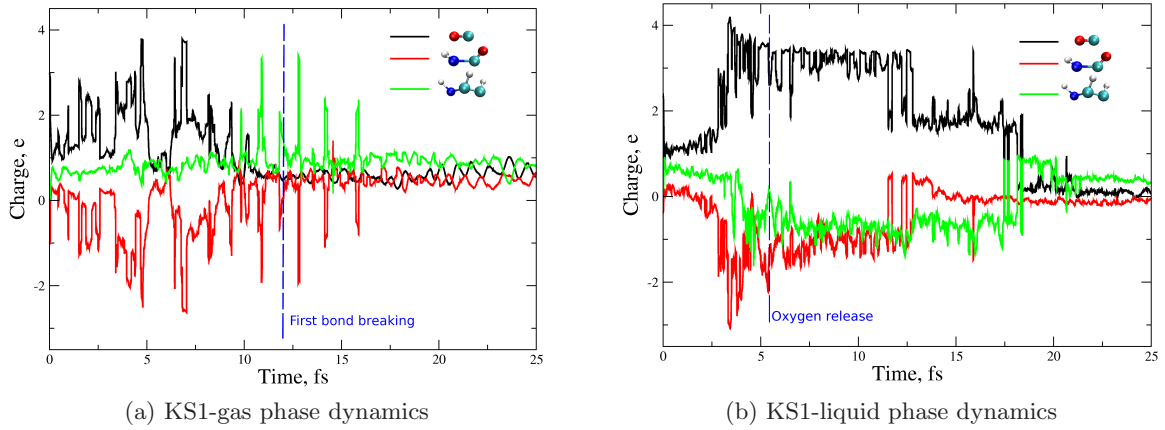 4
2
0
-2
Charge, e
First bond breaking
0 5 10 15 20 25
Time, fs
(a) KS1-gas phase dynamics
4
2
0
-2
Charge, e
Oxygen release
0 5 10 15 20 25
Time, fs
(b) KS1-liquid phase dynamics